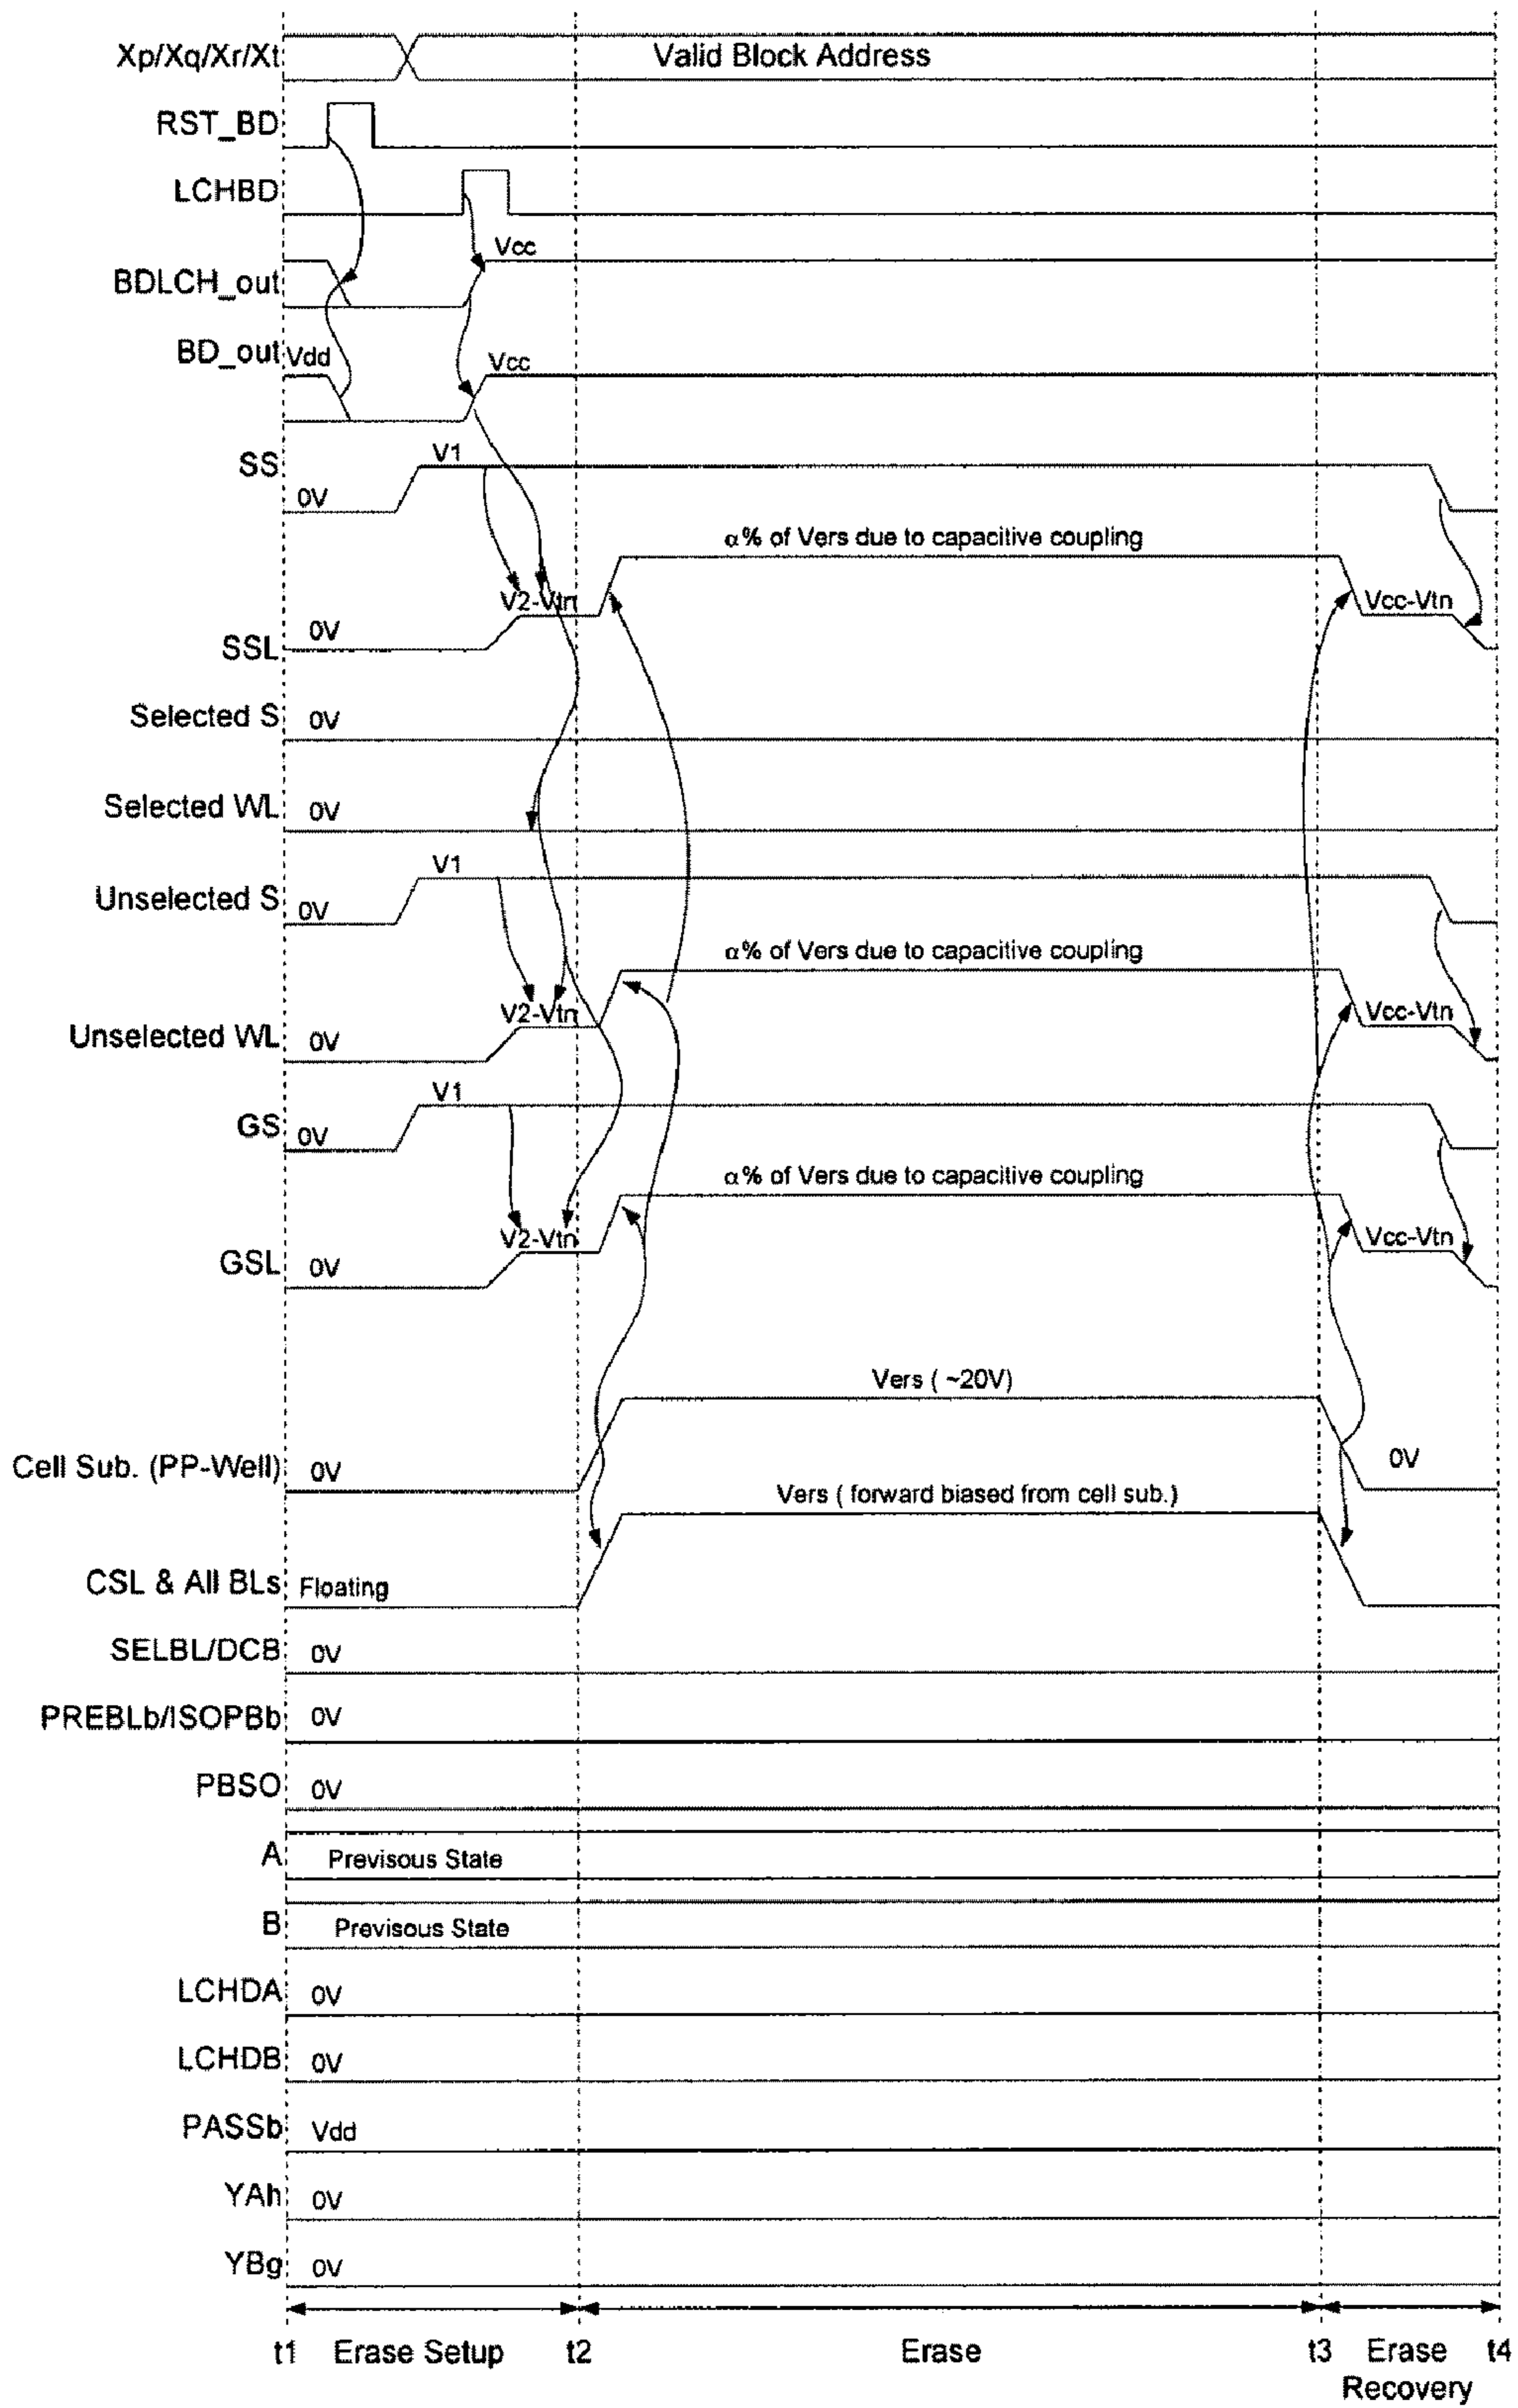 Xp/Xq/Xr/Xt
Valid Block Address
RST_BD
LCHBD
Vcc
BDLCH_out
BD_out
Vdd
Vcc
V1
SS
0V
α% of Vers due to capacitive coupling
V2-Vtn
Vcc-Vtn
SSL
0V
Selected S
0V
Selected WL
0V
V1
Unselected S
0V
α% of Vers due to capacitive coupling
V2-Vtn
Vcc-Vtn
Unselected WL
0V
V1
GS
0V
α% of Vers due to capacitive coupling
V2-Vtn
Vcc-Vtn
GSL
0V
Vers ( ~20V)
Cell Sub. (PP-Well)
0V
0V
Vers ( forward biased from cell sub.)
CSL & All BLs
Floating
SELBL/DCB
0V
PREBLb/ISOPBb
0V
PBSO
0V
A
Previsous State
B
Previsous State
LCHDA
0V
LCHDB
0V
PASSb
Vdd
YAh
0V
YBg
0V
t1
Erase Setup
t2
Erase
t3
Erase
Recovery
t4